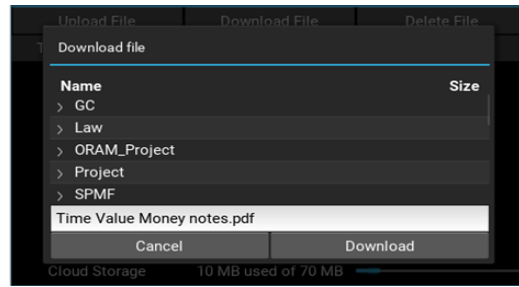 Upload File Download File Delete File
T
Download file
Name Size
> GC
> Law
> ORAM_Project
> Project
> SPMF
Time Value Money notes.pdf
Cancel Download
Cloud Storage 10 MB used of 70 MB